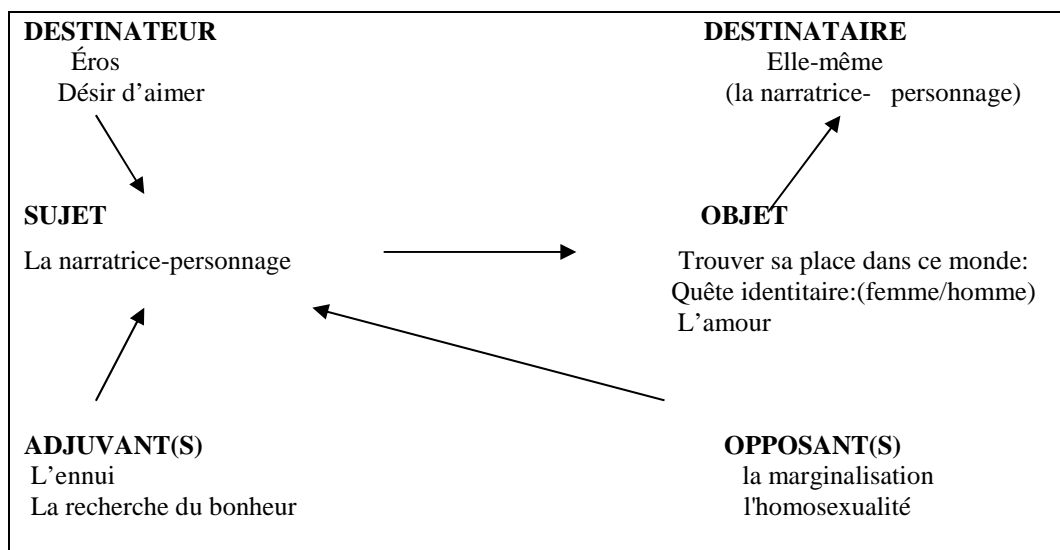 DESTINATEUR
Éros
Désir d'aimer
DESTINATAIRE
Elle-même
(la narratrice- personnage)
SUJET
La narratrice-personnage
OBJET
Trouver sa place dans ce monde:
Quête identitaire:(femme/homme)
L'amour
ADJUVANT(S)
L'ennui
La recherche du bonheur
OPPOSANT(S)
la marginalisation
l'homosexualité